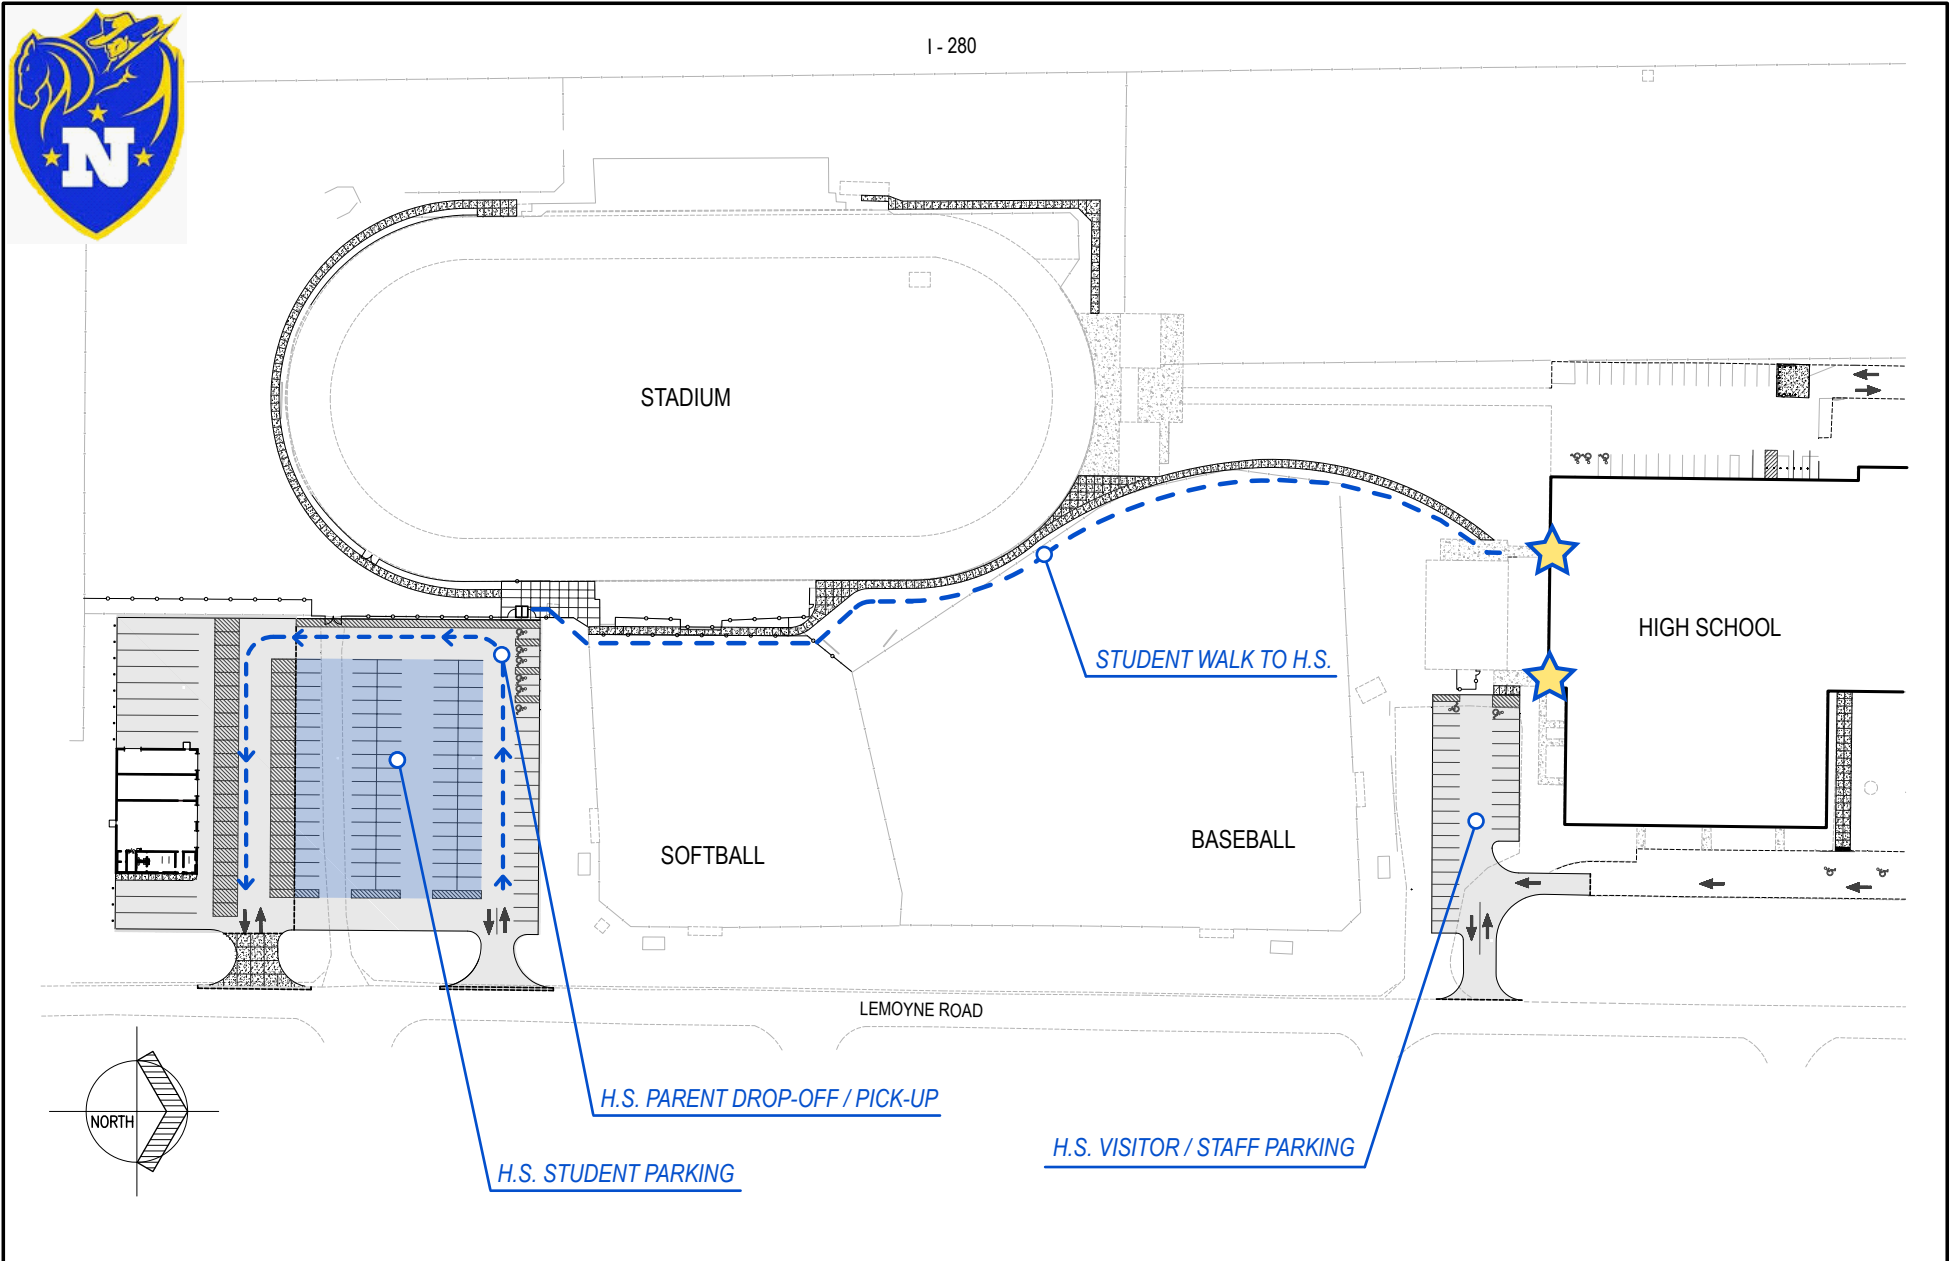 I - 280
N
STADIUM
HIGH SCHOOL
STUDENT WALK TO H.S.
SOFTBALL
BASEBALL
LEMOYNE ROAD
NORTH
H.S. PARENT DROP-OFF / PICK-UP
H.S. VISITOR / STAFF PARKING
H.S. STUDENT PARKING